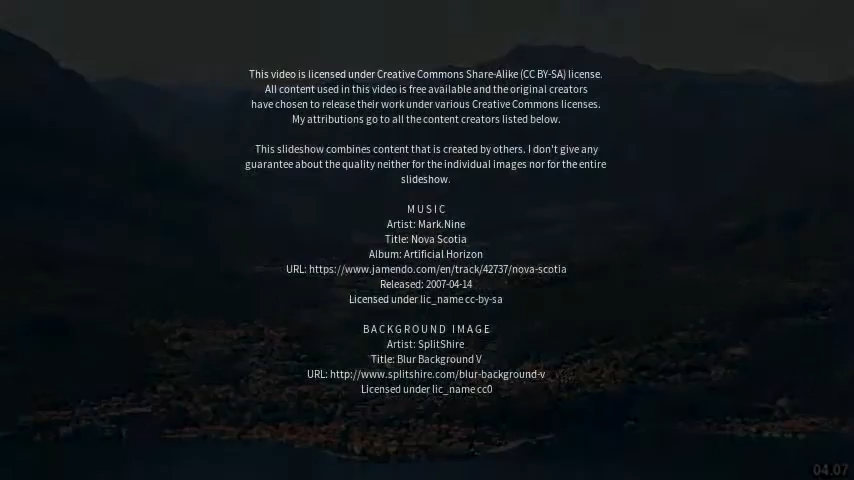 This video is licensed under Creative Commons Share-Alike (CC BY-SA) license.
All content used in this video is free available and the original creators
have chosen to release their work under various Creative Commons licenses.
My attributions go to all the content creators listed below.
This slideshow combines content that is created by others. I don't give any
guarantee about the quality neither for the individual images nor for the entire
slideshow.
MUSIC
Artist: Mark.Nine
Title: Nova Scotia
Album: Artificial Horizon
URL: https://www.jamendo.com/en/track/42737/nova-scotia
Released: 2007-04-14
Licensed under lic_name cc-by-sa
BACKGROUND IMAGE
Artist: SplitShire
Title: Blur Background V
URL: http://www.splitshire.com/blur-background-v
Licensed under lic_name cc0
04.07